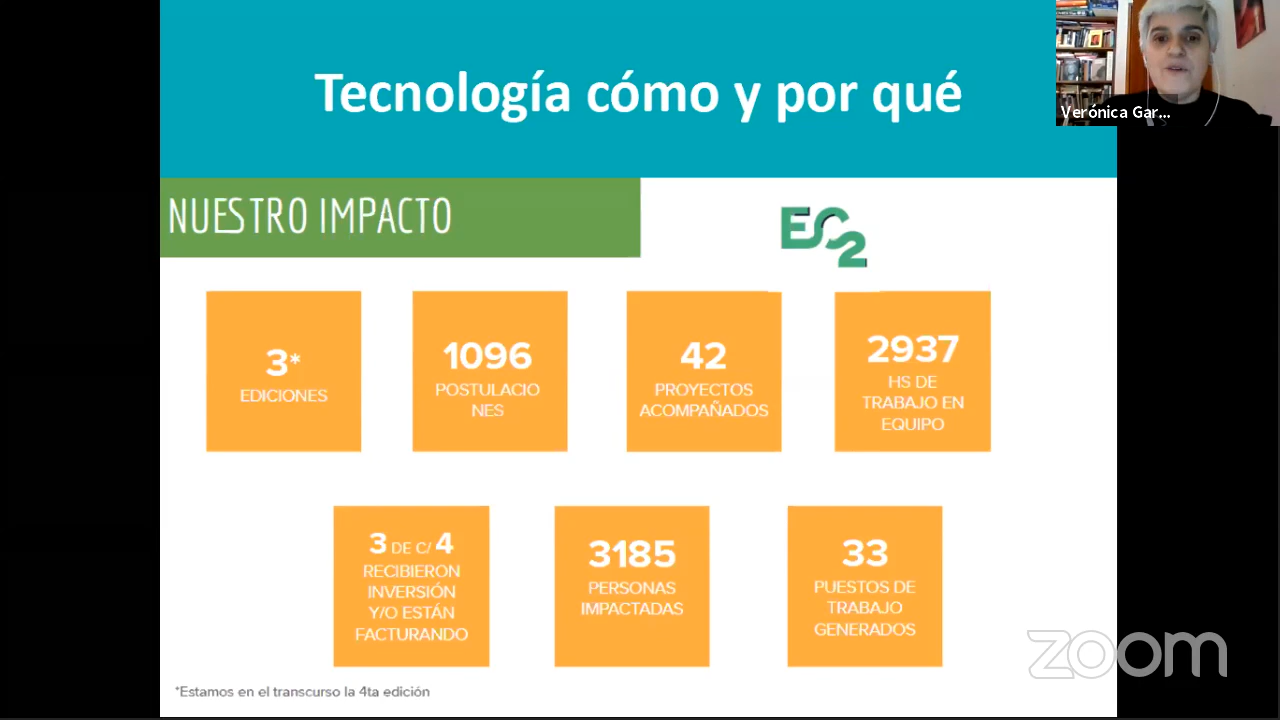 Tecnología cómo y por qué
Verónica Gar...
NUESTRO IMPACTO
ESC2
3*
EDICIONES
1096
POSTULACIO
NES
42
PROYECTOS
ACOMPAÑADOS
2937
HS DE
TRABAJO EN
EQUIPO
3 DE C/ 4
RECIBIERON
INVERSIÓN
Y/O ESTÁN
FACTURANDO
3185
PERSONAS
IMPACTADAS
33
PUESTOS DE
TRABAJO
GENERADOS
zoom
*Estamos en el transcurso la 4ta edición